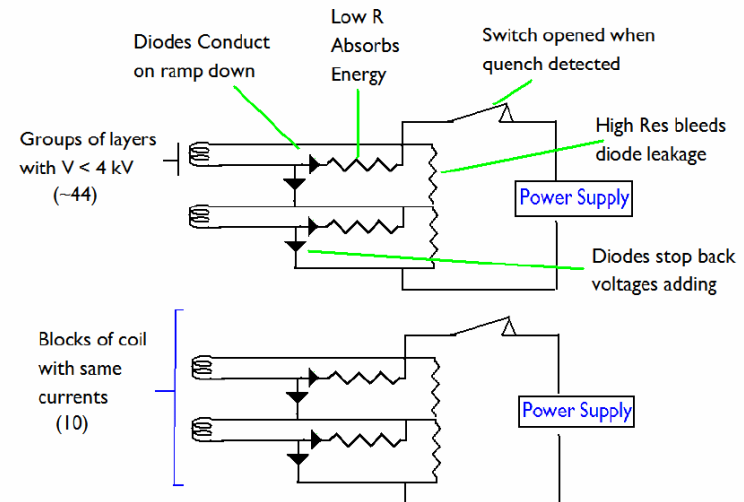 Low R
Absorbs
Energy
Diodes Conduct
on ramp down
Switch opened when
quench detected
Groups of layers
with V < 4 kV
(~44)
High Res bleeds
diode leakage
Power Supply
Diodes stop back
voltages adding
Blocks of coil
with same
currents
(10)
Power Supply